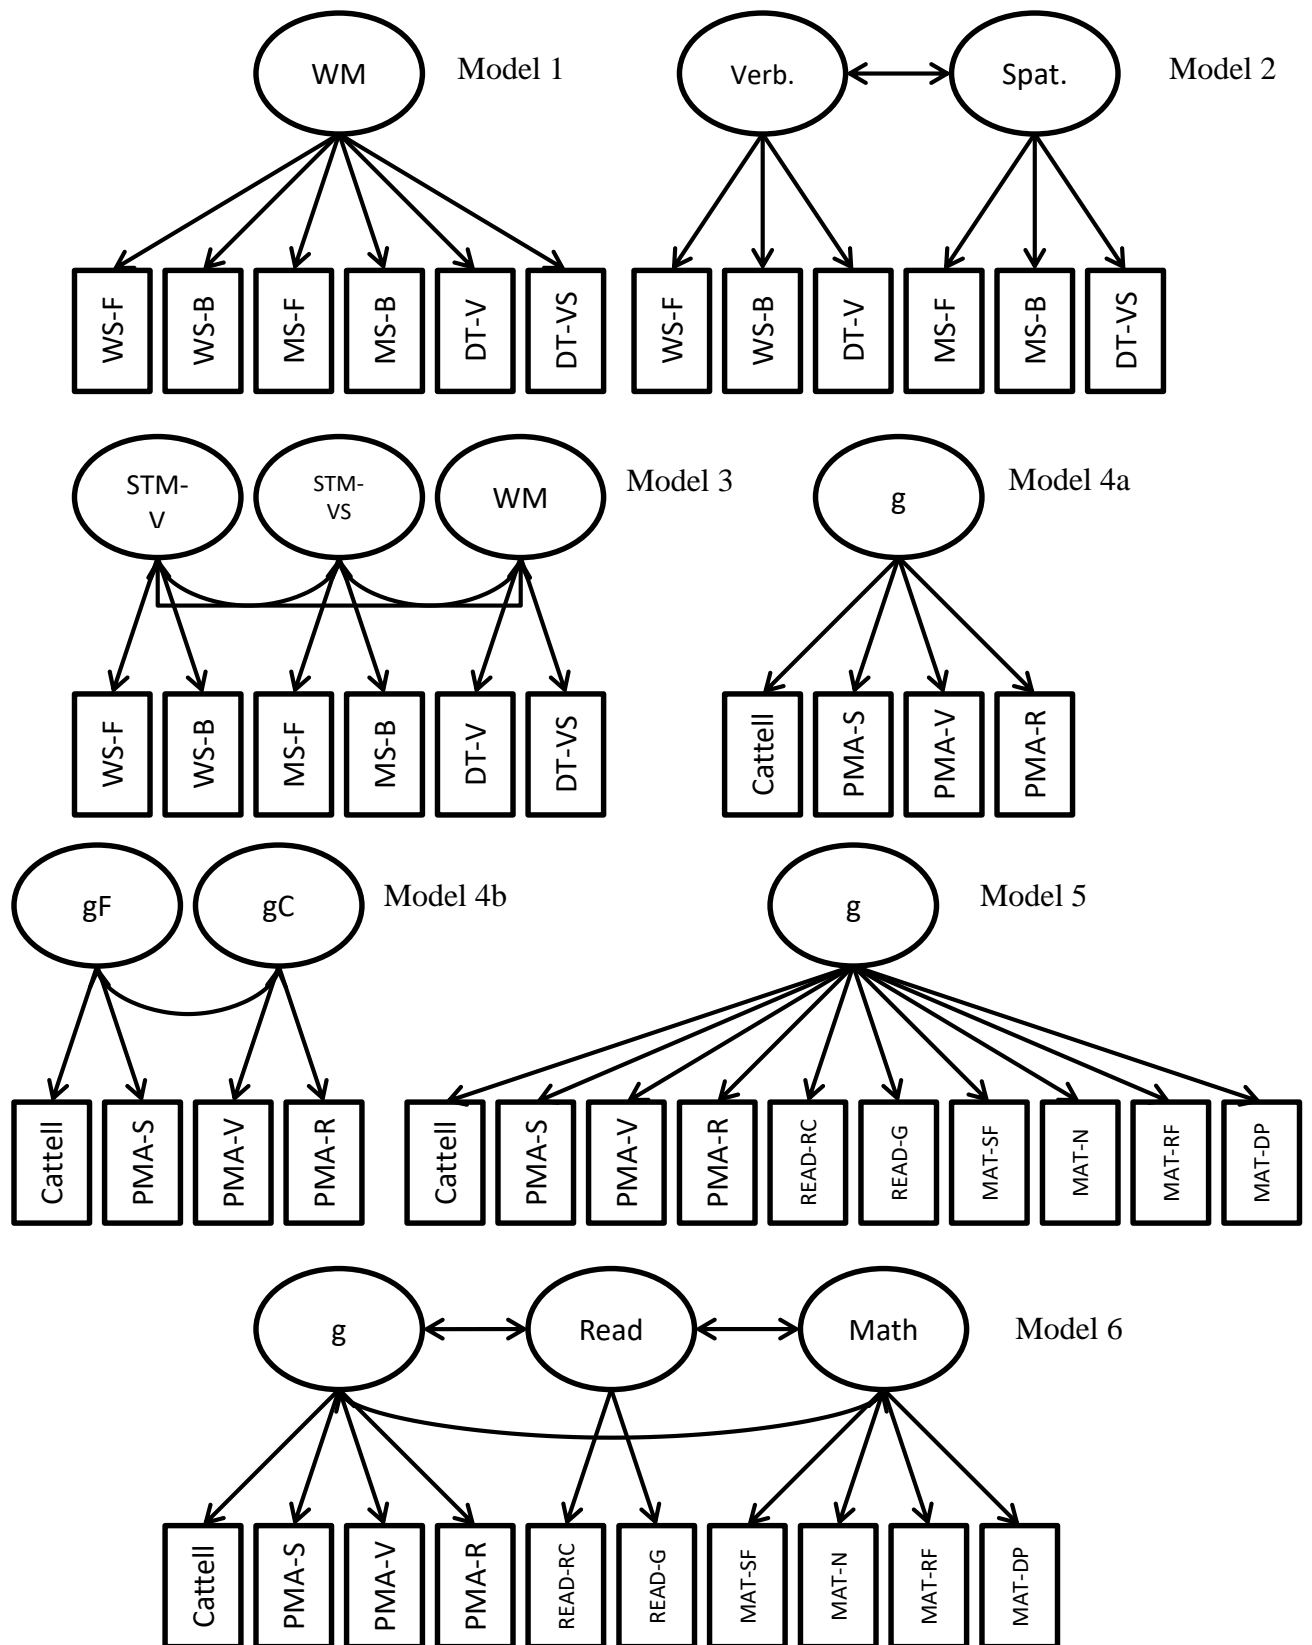 WM
Model 1
Verb.
Spat.
Model 2
WS-F
WS-B
MS-F
MS-B
DT-V
DT-VS
WS-F
WS-B
DT-V
MS-F
MS-B
DT-VS
STM-
V
STM-
VS
WM
Model 3
g
Model 4a
WS-F
WS-B
MS-F
MS-B
DT-V
DT-VS
Cattell
PMA-S
PMA-V
PMA-R
gF
gC
Model 4b
g
Model 5
Cattell
PMA-S
PMA-V
PMA-R
Cattell
PMA-S
PMA-V
PMA-R
READ-RC
READ-G
MAT-SF
MAT-N
MAT-RF
MAT-DP
g
Read
Math
Model 6
Cattell
PMA-S
PMA-V
PMA-R
READ-RC
READ-G
MAT-SF
MAT-N
MAT-RF
MAT-DP